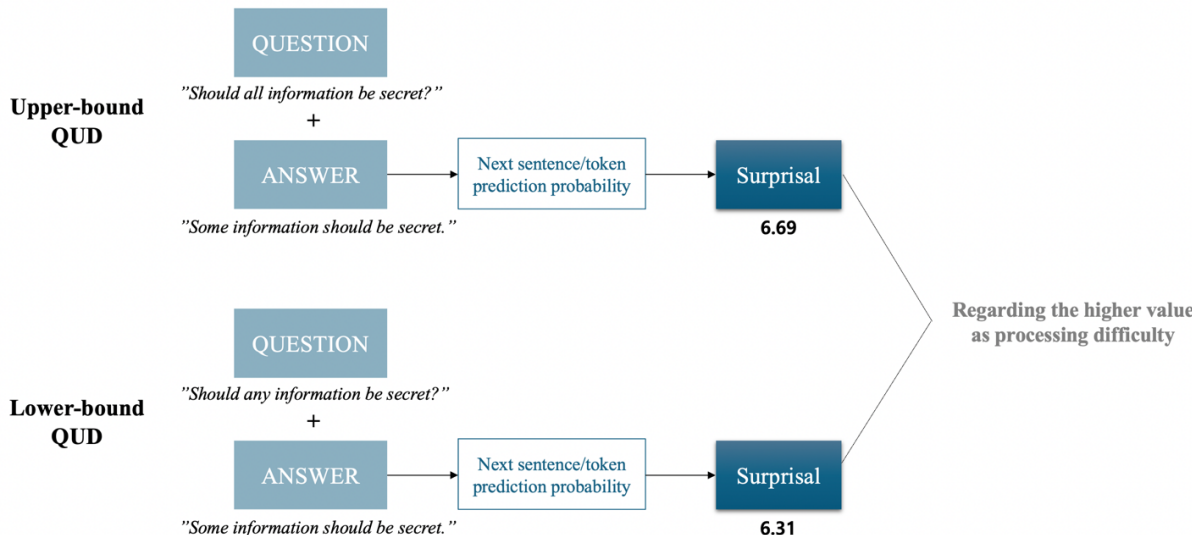 QUESTION
"Should all information be secret?"
Upper-bound
QUD
+
ANSWER
Next sentence/token
prediction probability
Surprisal
"Some information should be secret."
6.69
Regarding the higher value
as processing difficulty
QUESTION
"Should any information be secret?"
Lower-bound
QUD
+
ANSWER
Next sentence/token
prediction probability
Surprisal
"Some information should be secret."
6.31